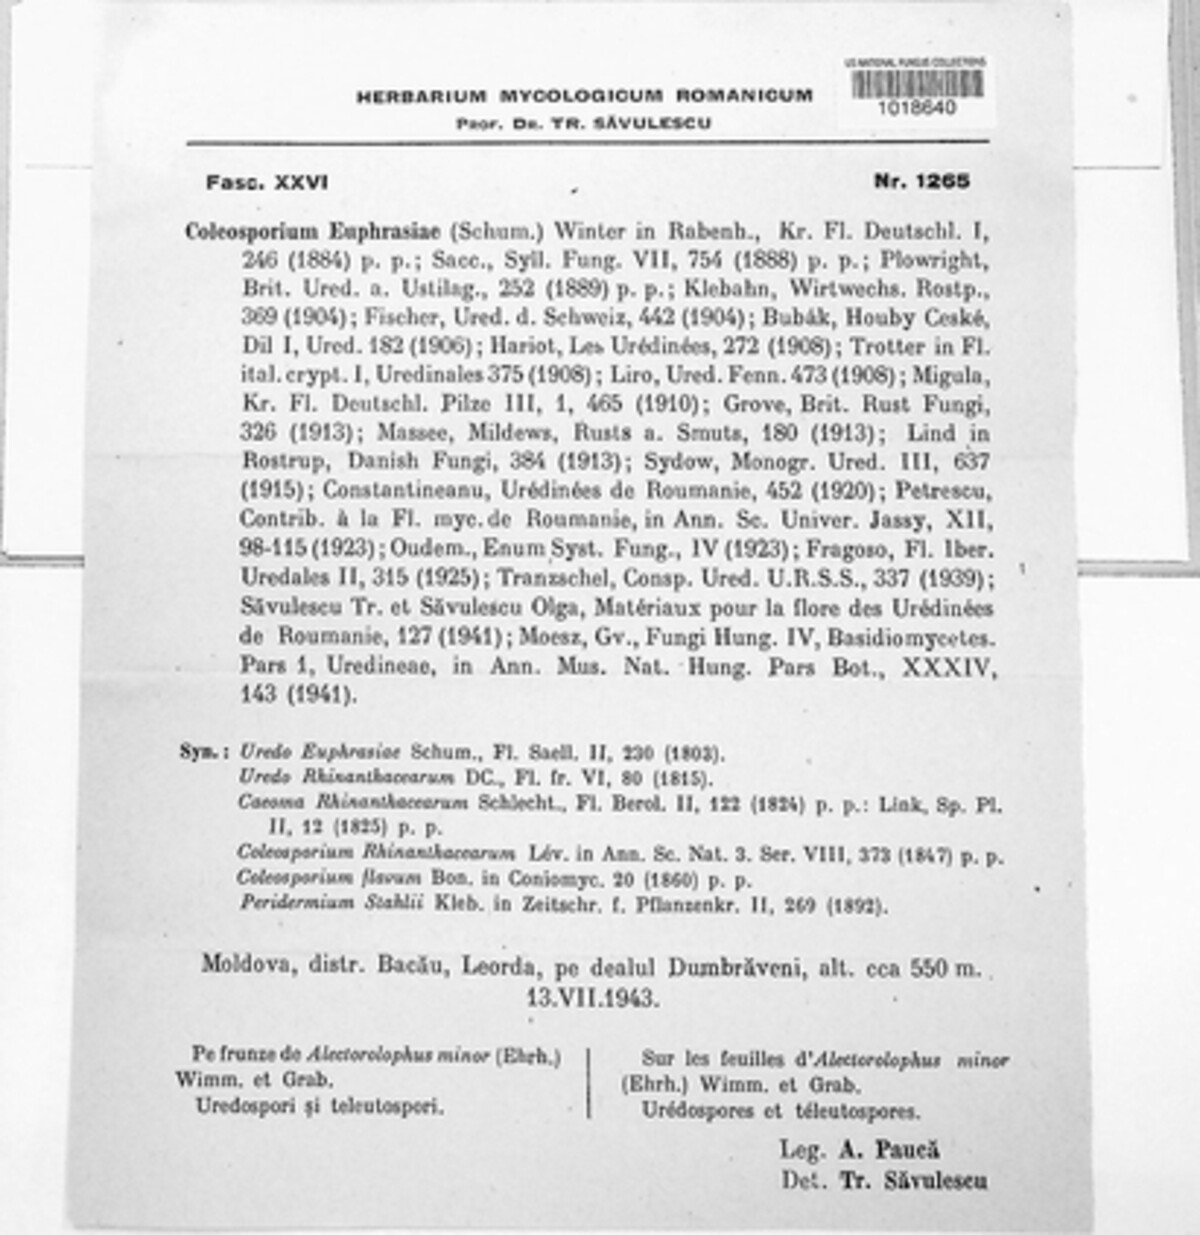 US NATIONAL FUNGUS COLLECTIONS
1018640
HERBARIUM MYCOLOGICUM ROMANICUM
PROF. DR. TR. SĂVULESCU
Fasc. XXVI Nr. 1265
Coleosporium Euphrasiae (Schum.) Winter in Rabenh., Kr. Fl. Deutschl. I,
246 (1884) p. p.; Sacc., Syll. Fung. VII, 754 (1888) p. p.; Plowright,
Brit. Ured. a. Ustilag., 252 (1889) p. p.; Klebahn, Wirtwechs. Rostp.,
369 (1904); Fischer, Ured. d. Schweiz, 442 (1904); Bubák, Houby Ceské,
Dil I, Ured. 182 (1906); Hariot, Les Urédinées, 272 (1908); Trotter in Fl.
ital. crypt. I, Uredinales 375 (1908); Liro, Ured. Fenn. 473 (1908); Migula,
Kr. Fl. Deutschl. Pilze III, 1, 465 (1910); Grove, Brit. Rust Fungi,
326 (1913); Massee, Mildews, Rusts a. Smuts, 180 (1913); Lind in
Rostrup, Danish Fungi, 384 (1913); Sydow, Monogr. Ured. III, 637
(1915); Constantineanu, Urédinées de Roumanie, 452 (1920); Petrescu,
Contrib. à la Fl. myc. de Roumanie, in Ann. Sc. Univer. Jassy, XII,
98-115 (1923); Oudem., Enum Syst. Fung., IV (1923); Fragoso, Fl. Iber.
Uredales II, 315 (1925); Tranzschel, Consp. Ured. U.R.S.S., 337 (1939);
Săvulescu Tr. et Săvulescu Olga, Matériaux pour la flore des Urédinées
de Roumanie, 127 (1941); Moesz, Gv., Fungi Hung. IV, Basidiomycetes.
Pars 1, Uredineae, in Ann. Mus. Nat. Hung. Pars Bot., XXXIV,
143 (1941).
Syn.: Uredo Euphrasiae Schum., Fl. Saell. II, 230 (1803).
Uredo Rhinanthacearum DC., Fl. fr. VI, 80 (1815).
Caeoma Rhinanthacearum Schlecht., Fl. Berol. II, 122 (1824) p. p.: Link, Sp. Pl.
II, 12 (1825) p. p.
Coleosporium Rhinanthacearum Lév. in Ann. Sc. Nat. 3. Ser. VIII, 373 (1847) p. p.
Coleosporium flavum Bon. in Coniomyc. 20 (1860) p. p.
Peridermium Stahlii Kleb. in Zeitschr. f. Pflanzenkr. II, 269 (1892).
Moldova, distr. Bacău, Leorda, pe dealul Dumbrăveni, alt. cca 550 m.
13.VII.1943.
Pe frunze de Alectorolophus minor (Ehrh.)
Wimm. et Grab.
Uredospori și teleutospori.
Sur les feuilles d'Alectorolophus minor
(Ehrh.) Wimm. et Grab.
Urédospores et téleutospores.
Leg. A. Paucă
Det. Tr. Săvulescu